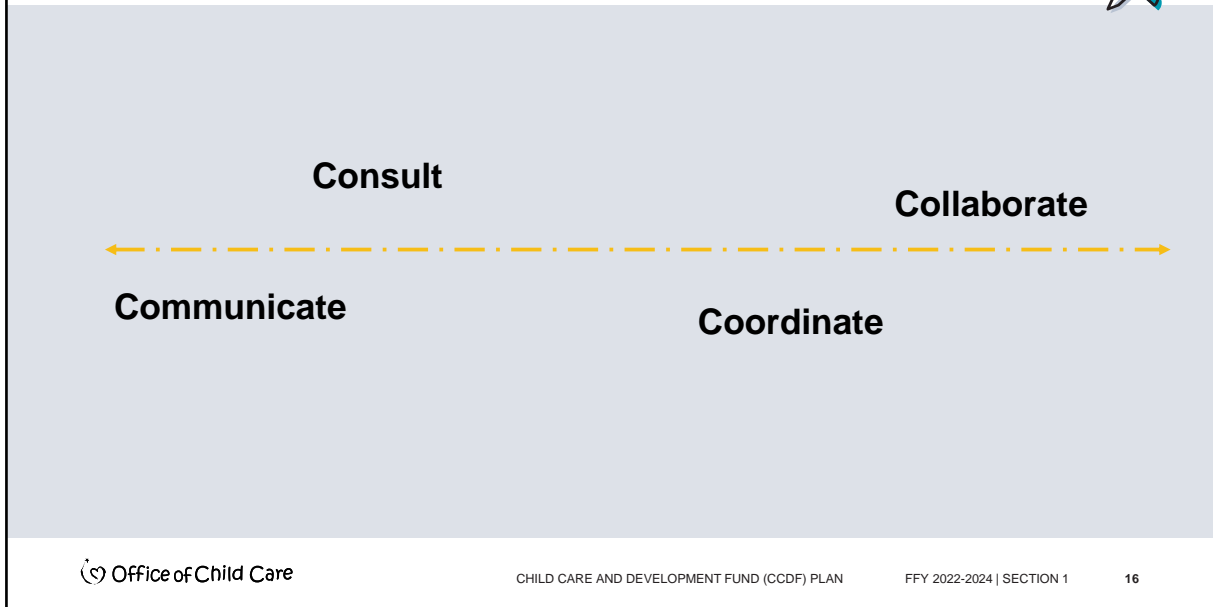 Consult
Collaborate
Communicate
Coordinate
Office of Child Care
CHILD CARE AND DEVELOPMENT FUND (CCDF) PLAN FFY 2022-2024 | SECTION 1 16